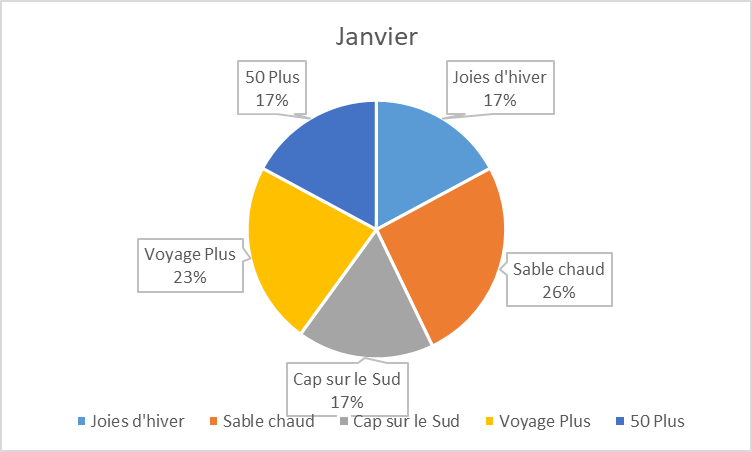 Janvier
50 Plus
17%
Joies d'hiver
17%
Voyage Plus
23%
Sable chaud
26%
Cap sur le Sud
17%
Joies d'hiver Sable chaud Cap sur le Sud Voyage Plus 50 Plus